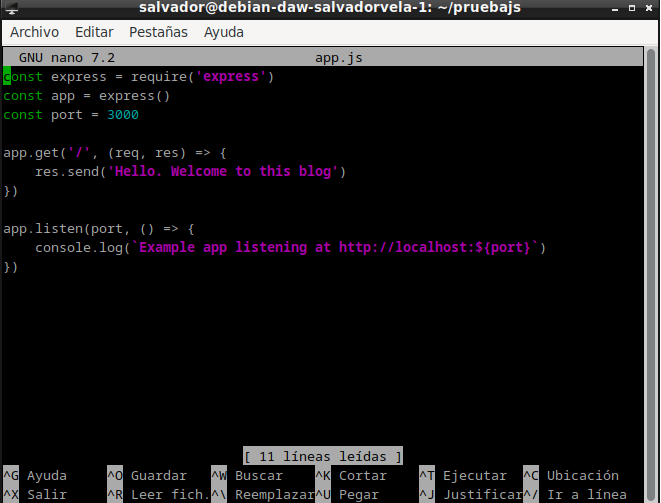 salvador@debian-daw-salvadorvela-1: ~/pruebajs
Archivo Editar Pestañas Ayuda
GNU nano 7.2 app.js
const express = require('express')
const app = express()
const port = 3000

app.get('/', (req, res) => {
    res.send('Hello. Welcome to this blog')
})

app.listen(port, () => {
    console.log(`Example app listening at http://localhost:${port}`)
})

[ 11 líneas leídas ]
^G Ayuda ^O Guardar ^W Buscar ^K Cortar ^T Ejecutar ^C Ubicación
^X Salir ^R Leer fich. ^\ Reemplazar ^U Pegar ^J Justificar ^/ Ir a línea